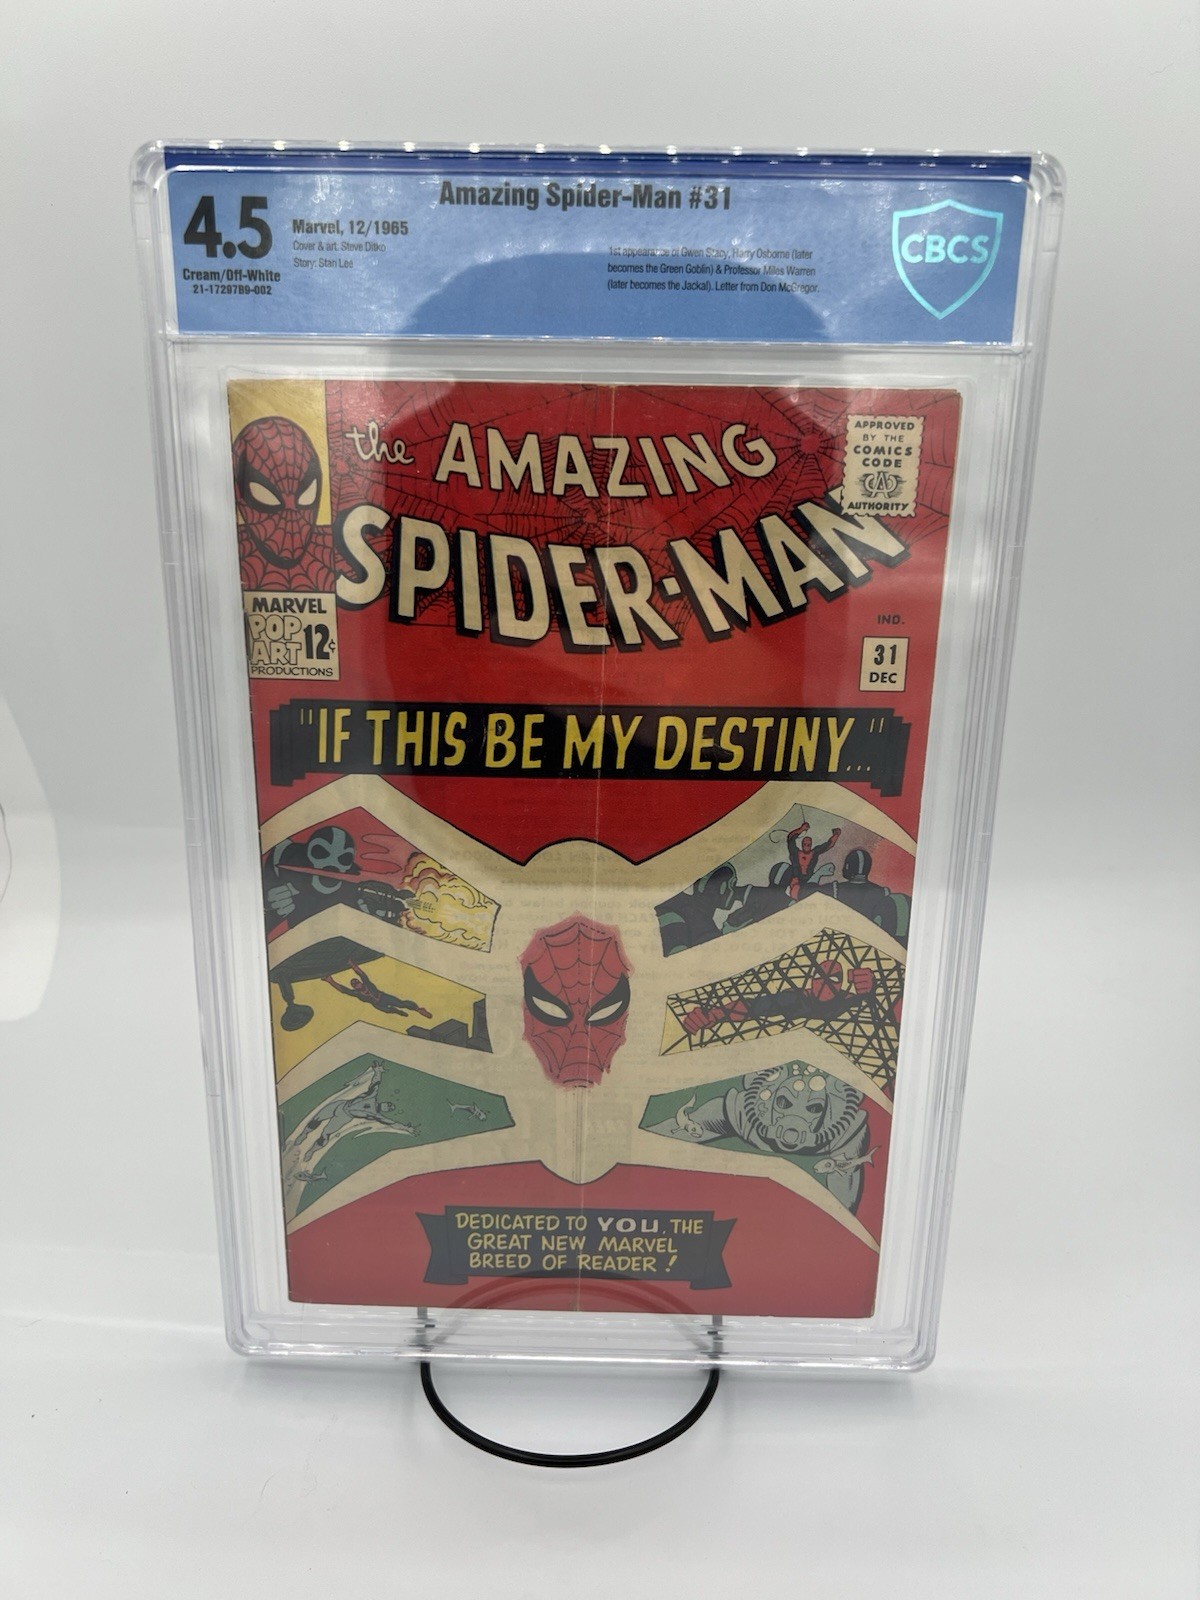 Amazing Spider-Man #31
4.5
Cream/Off-White
21-17297B9-002
Marvel, 12/1965
Cover & art: Steve Ditko
Story: Stan Lee
1st appearance of Gwen Stacy, Harry Osborne (later
becomes the Green Goblin) & Professor Miles Warren
(later becomes the Jackal). Letter from Don McGregor.
CBCS
the AMAZING
SPIDER-MAN
APPROVED
BY THE
COMICS
CODE
CA
AUTHORITY
MARVEL
POP
ART 12¢
PRODUCTIONS
IND.
31
DEC
"IF THIS BE MY DESTINY..."
DEDICATED TO YOU, THE
GREAT NEW MARVEL
BREED OF READER!